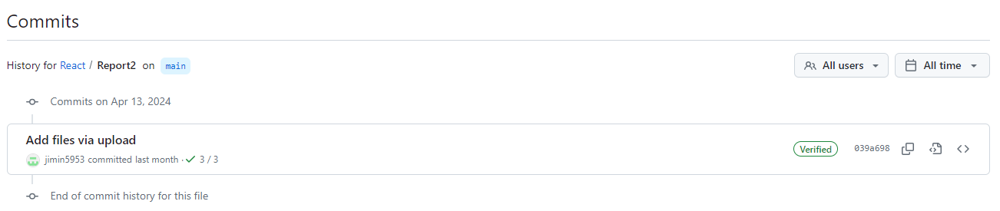 Commits
History for React / Report2 on main
All users
All time
Commits on Apr 13, 2024
Add files via upload
jimin5953 committed last month · 3 / 3
Verified
039a698
End of commit history for this file